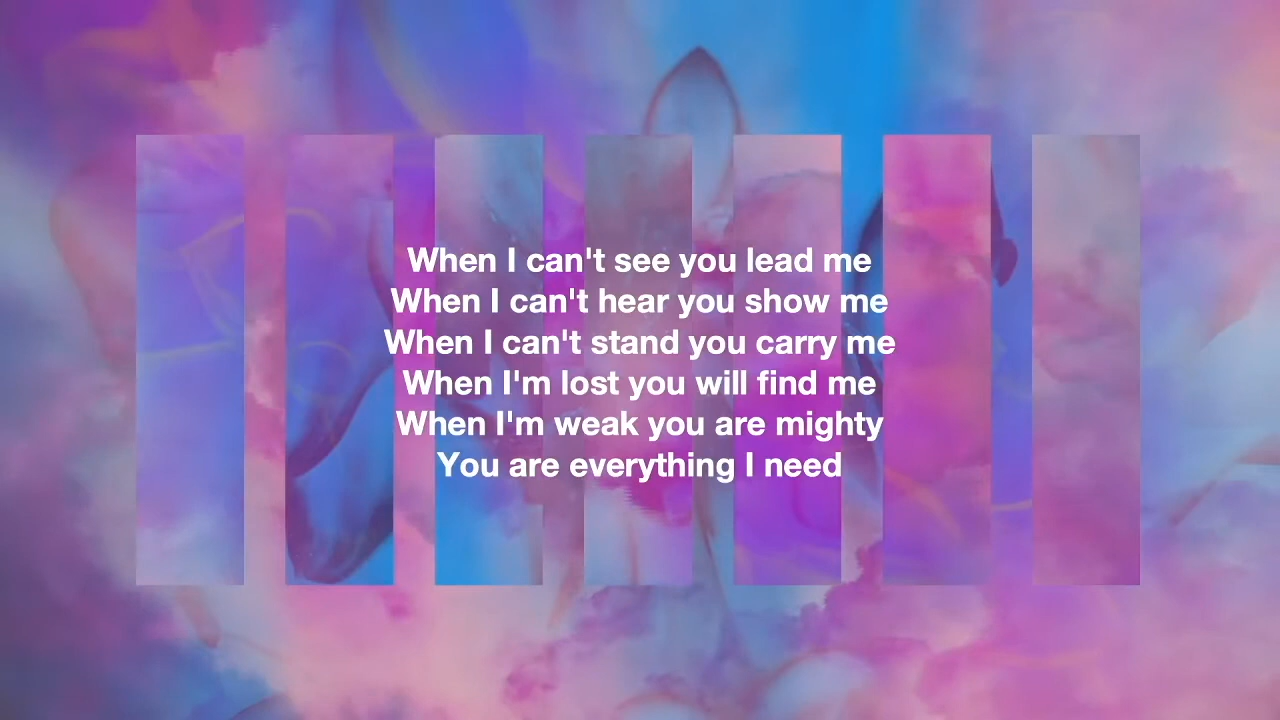 When I can't see you lead me
When I can't hear you show me
When I can't stand you carry me
When I'm lost you will find me
When I'm weak you are mighty
You are everything I need